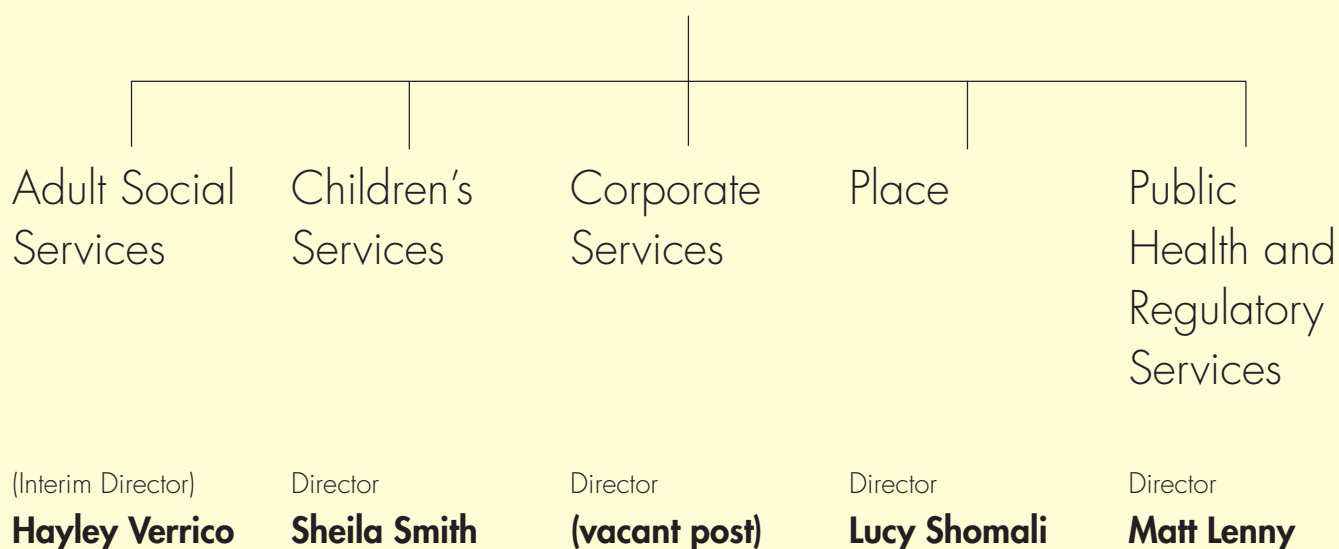 Adult Social
Services
Children’s
Services
Corporate
Services
Place
Public
Health and
Regulatory
Services
(Interim Director)
Hayley Verrico
Director
Sheila Smith
Director
(vacant post)
Director
Lucy Shomali
Director
Matt Lenny